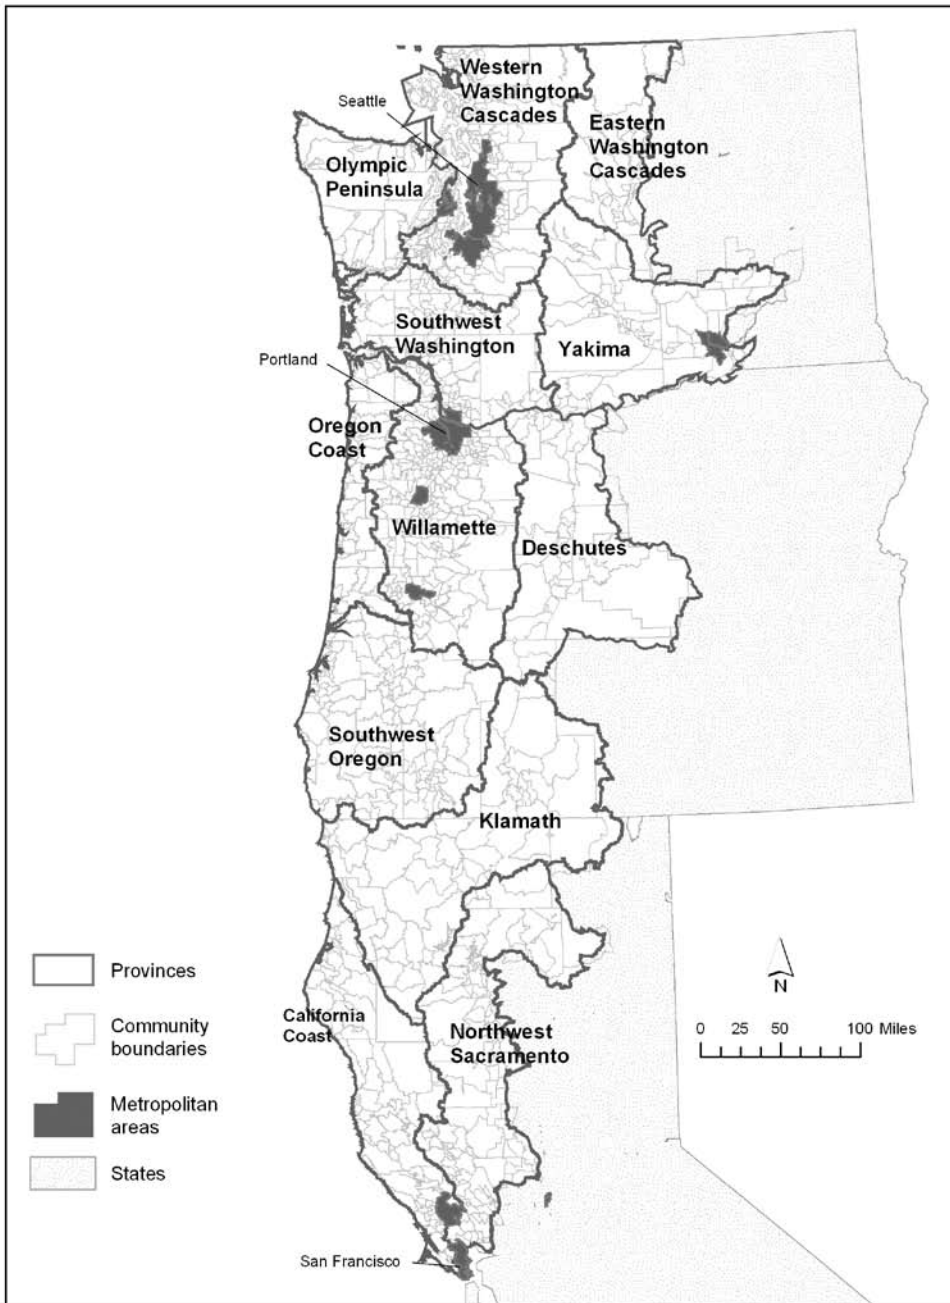 Western
Washington
Cascades
Seattle
Eastern
Washington
Cascades
Olympic
Peninsula
Southwest
Washington
Yakima
Portland
Oregon
Coast
Willamette
Deschutes
Southwest
Oregon
Klamath
Provinces
N
California
Coast
Community
boundaries
Northwest
Sacramento
0 25 50 100 Miles
Metropolitan
areas
States
San Francisco